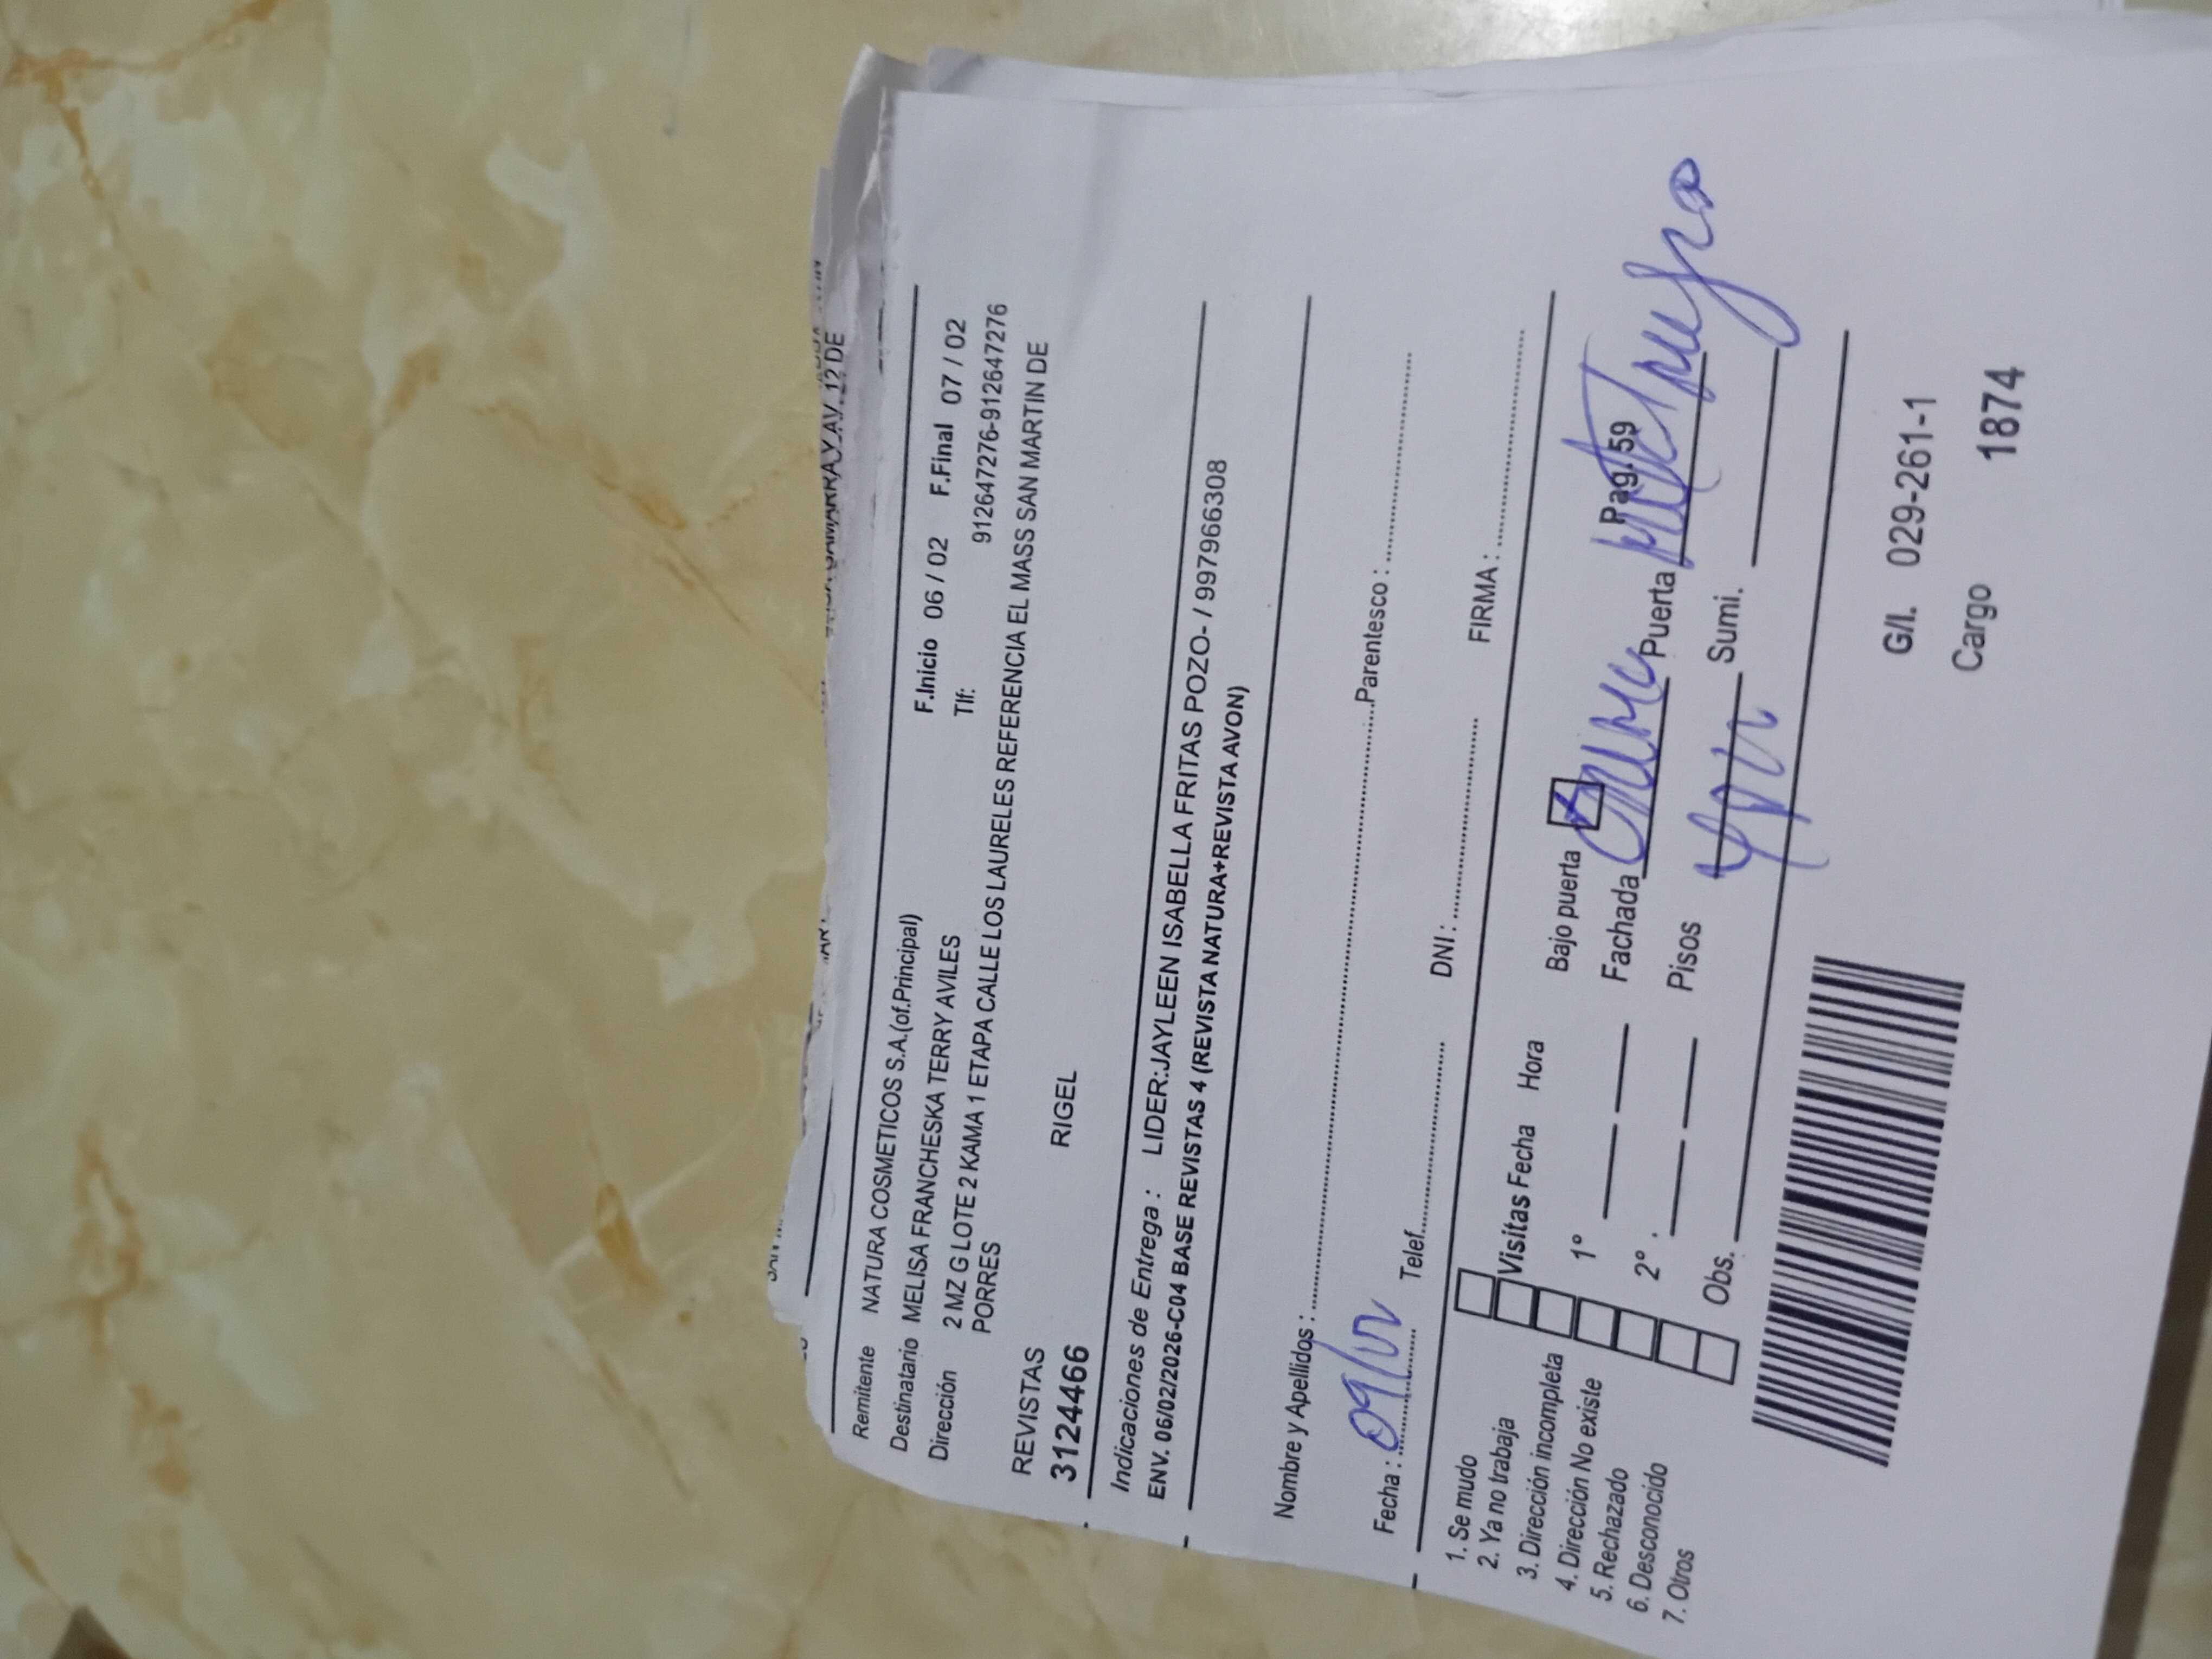 12 DE
Remitente NATURA COSMETICOS S.A.(of.Principal)
Destinatario MELISA FRANCHESKA TERRY AVILES F.Inicio 06 / 02 F.Final 07 / 02
Dirección 2 MZ G LOTE 2 KAMA 1 ETAPA CALLE LOS LAURELES REFERENCIA EL MASS SAN MARTIN DE
PORRES
Tlf: 912647276-912647276
REVISTAS RIGEL
3124466
Indicaciones de Entrega : LIDER:JAYLEEN ISABELLA FRITAS POZO- / 997966308
ENV. 06/02/2026-C04 BASE REVISTAS 4 (REVISTA NATURA+REVISTA AVON)
Nombre y Apellidos : Parentesco :
Fecha : 09/02 Telef. DNI : FIRMA :
1. Se mudo
2. Ya no trabaja
3. Dirección incompleta
4. Dirección No existe
5. Rechazado
6. Desconocido
7. Otros
Visitas Fecha Hora
1°
2° .
Obs.
Bajo puerta
Fachada Puerta
Pisos Sumi.
Pag.59
G/I. 029-261-1
Cargo 1874